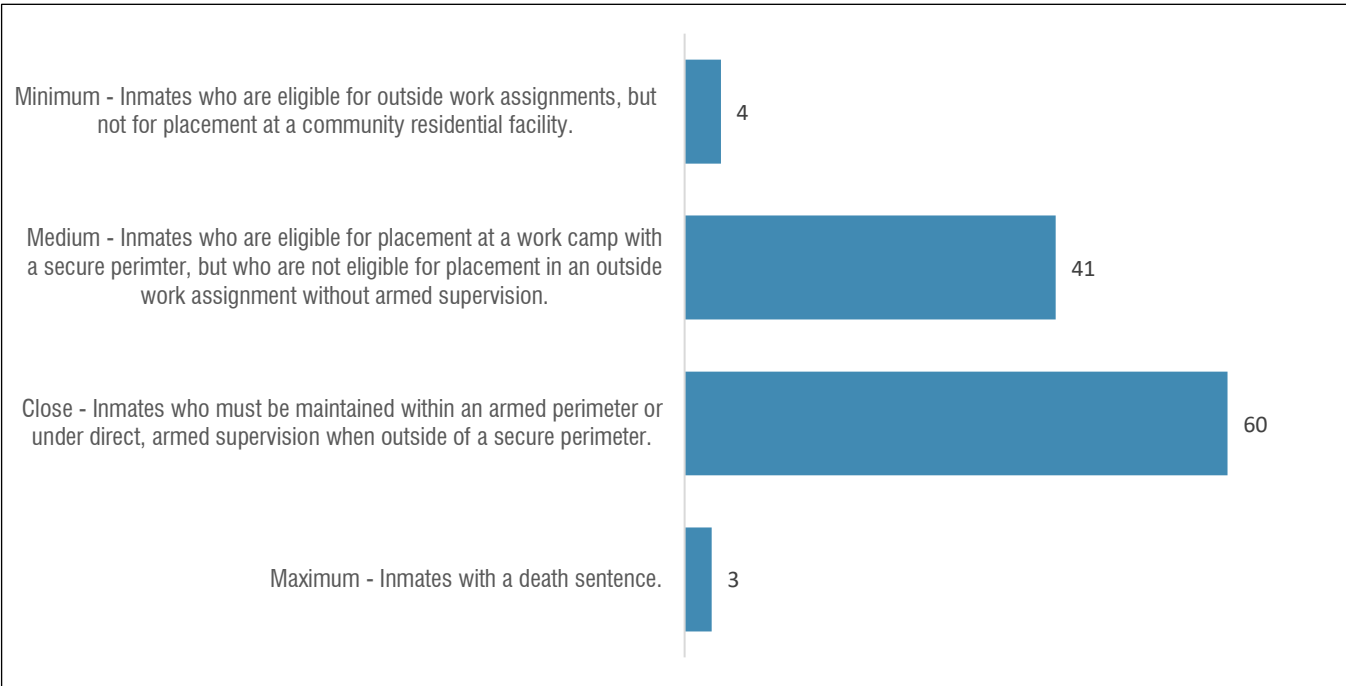 Minimum - Inmates who are eligible for outside work assignments, but
not for placement at a community residential facility.
4
Medium - Inmates who are eligible for placement at a work camp with
a secure perimter, but who are not eligible for placement in an outside
work assignment without armed supervision.
41
Close - Inmates who must be maintained within an armed perimeter or
under direct, armed supervision when outside of a secure perimeter.
60
Maximum - Inmates with a death sentence.
3